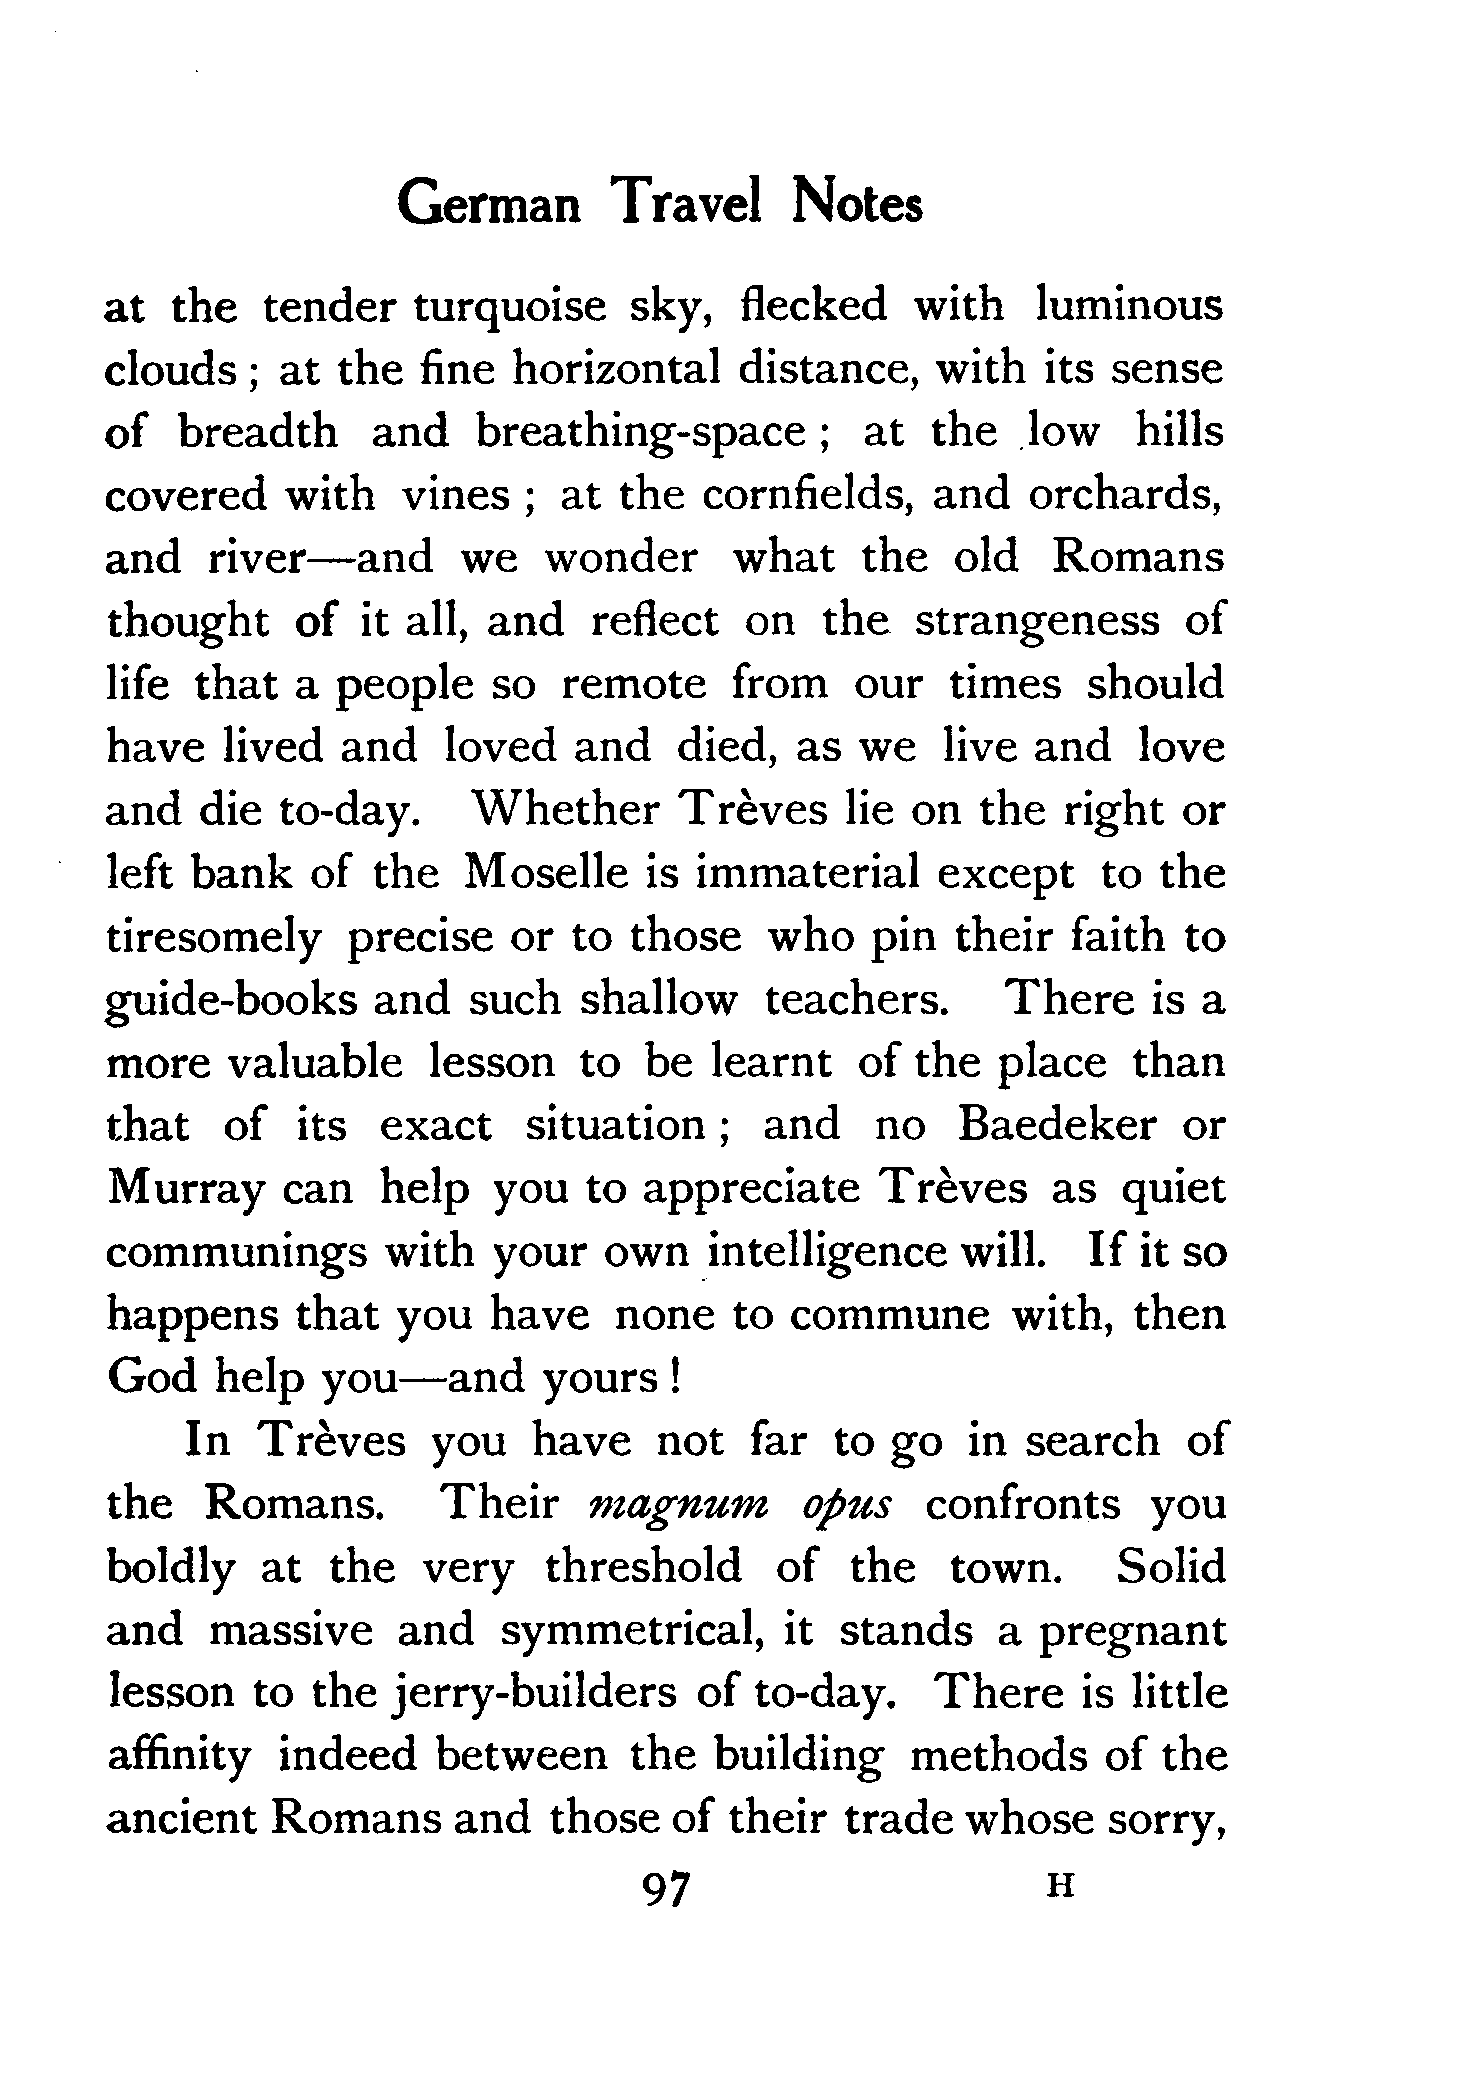 German Travel Notes
at the tender turquoise sky, flecked with luminous
clouds ; at the fine horizontal distance, with its sense
of breadth and breathing-space ; at the low hills
covered with vines ; at the cornfields, and orchards,
and river—and we wonder what the old Romans
thought of it all, and reflect on the strangeness of
life that a people so remote from our times should
have lived and loved and died, as we live and love
and die to-day. Whether Trèves lie on the right or
left bank of the Moselle is immaterial except to the
tiresomely precise or to those who pin their faith to
guide-books and such shallow teachers. There is a
more valuable lesson to be learnt of the place than
that of its exact situation ; and no Baedeker or
Murray can help you to appreciate Trèves as quiet
communings with your own intelligence will. If it so
happens that you have none to commune with, then
God help you—and yours !
In Trèves you have not far to go in search of
the Romans. Their magnum opus confronts you
boldly at the very threshold of the town. Solid
and massive and symmetrical, it stands a pregnant
lesson to the jerry-builders of to-day. There is little
affinity indeed between the building methods of the
ancient Romans and those of their trade whose sorry,
97 H